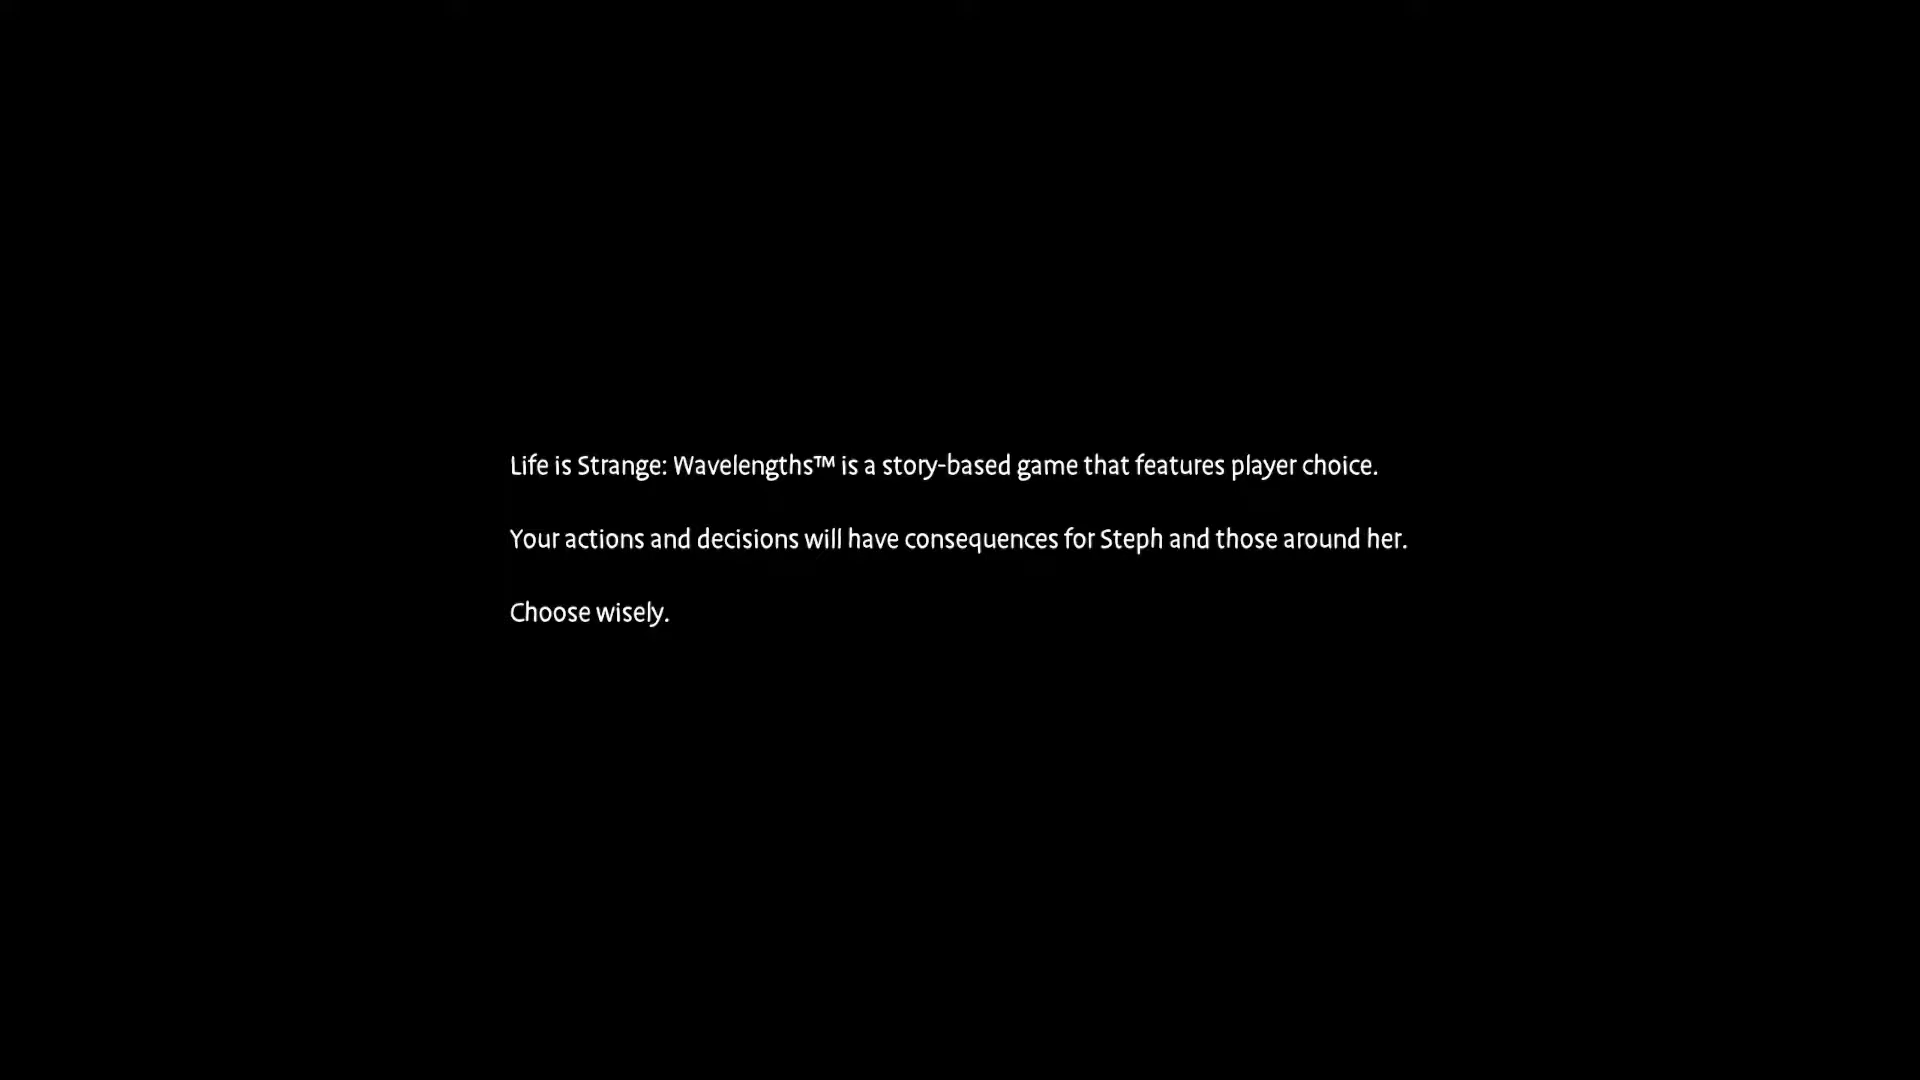 Life is Strange: Wavelengths™ is a story-based game that features player choice.
Your actions and decisions will have consequences for Steph and those around her.
Choose wisely.